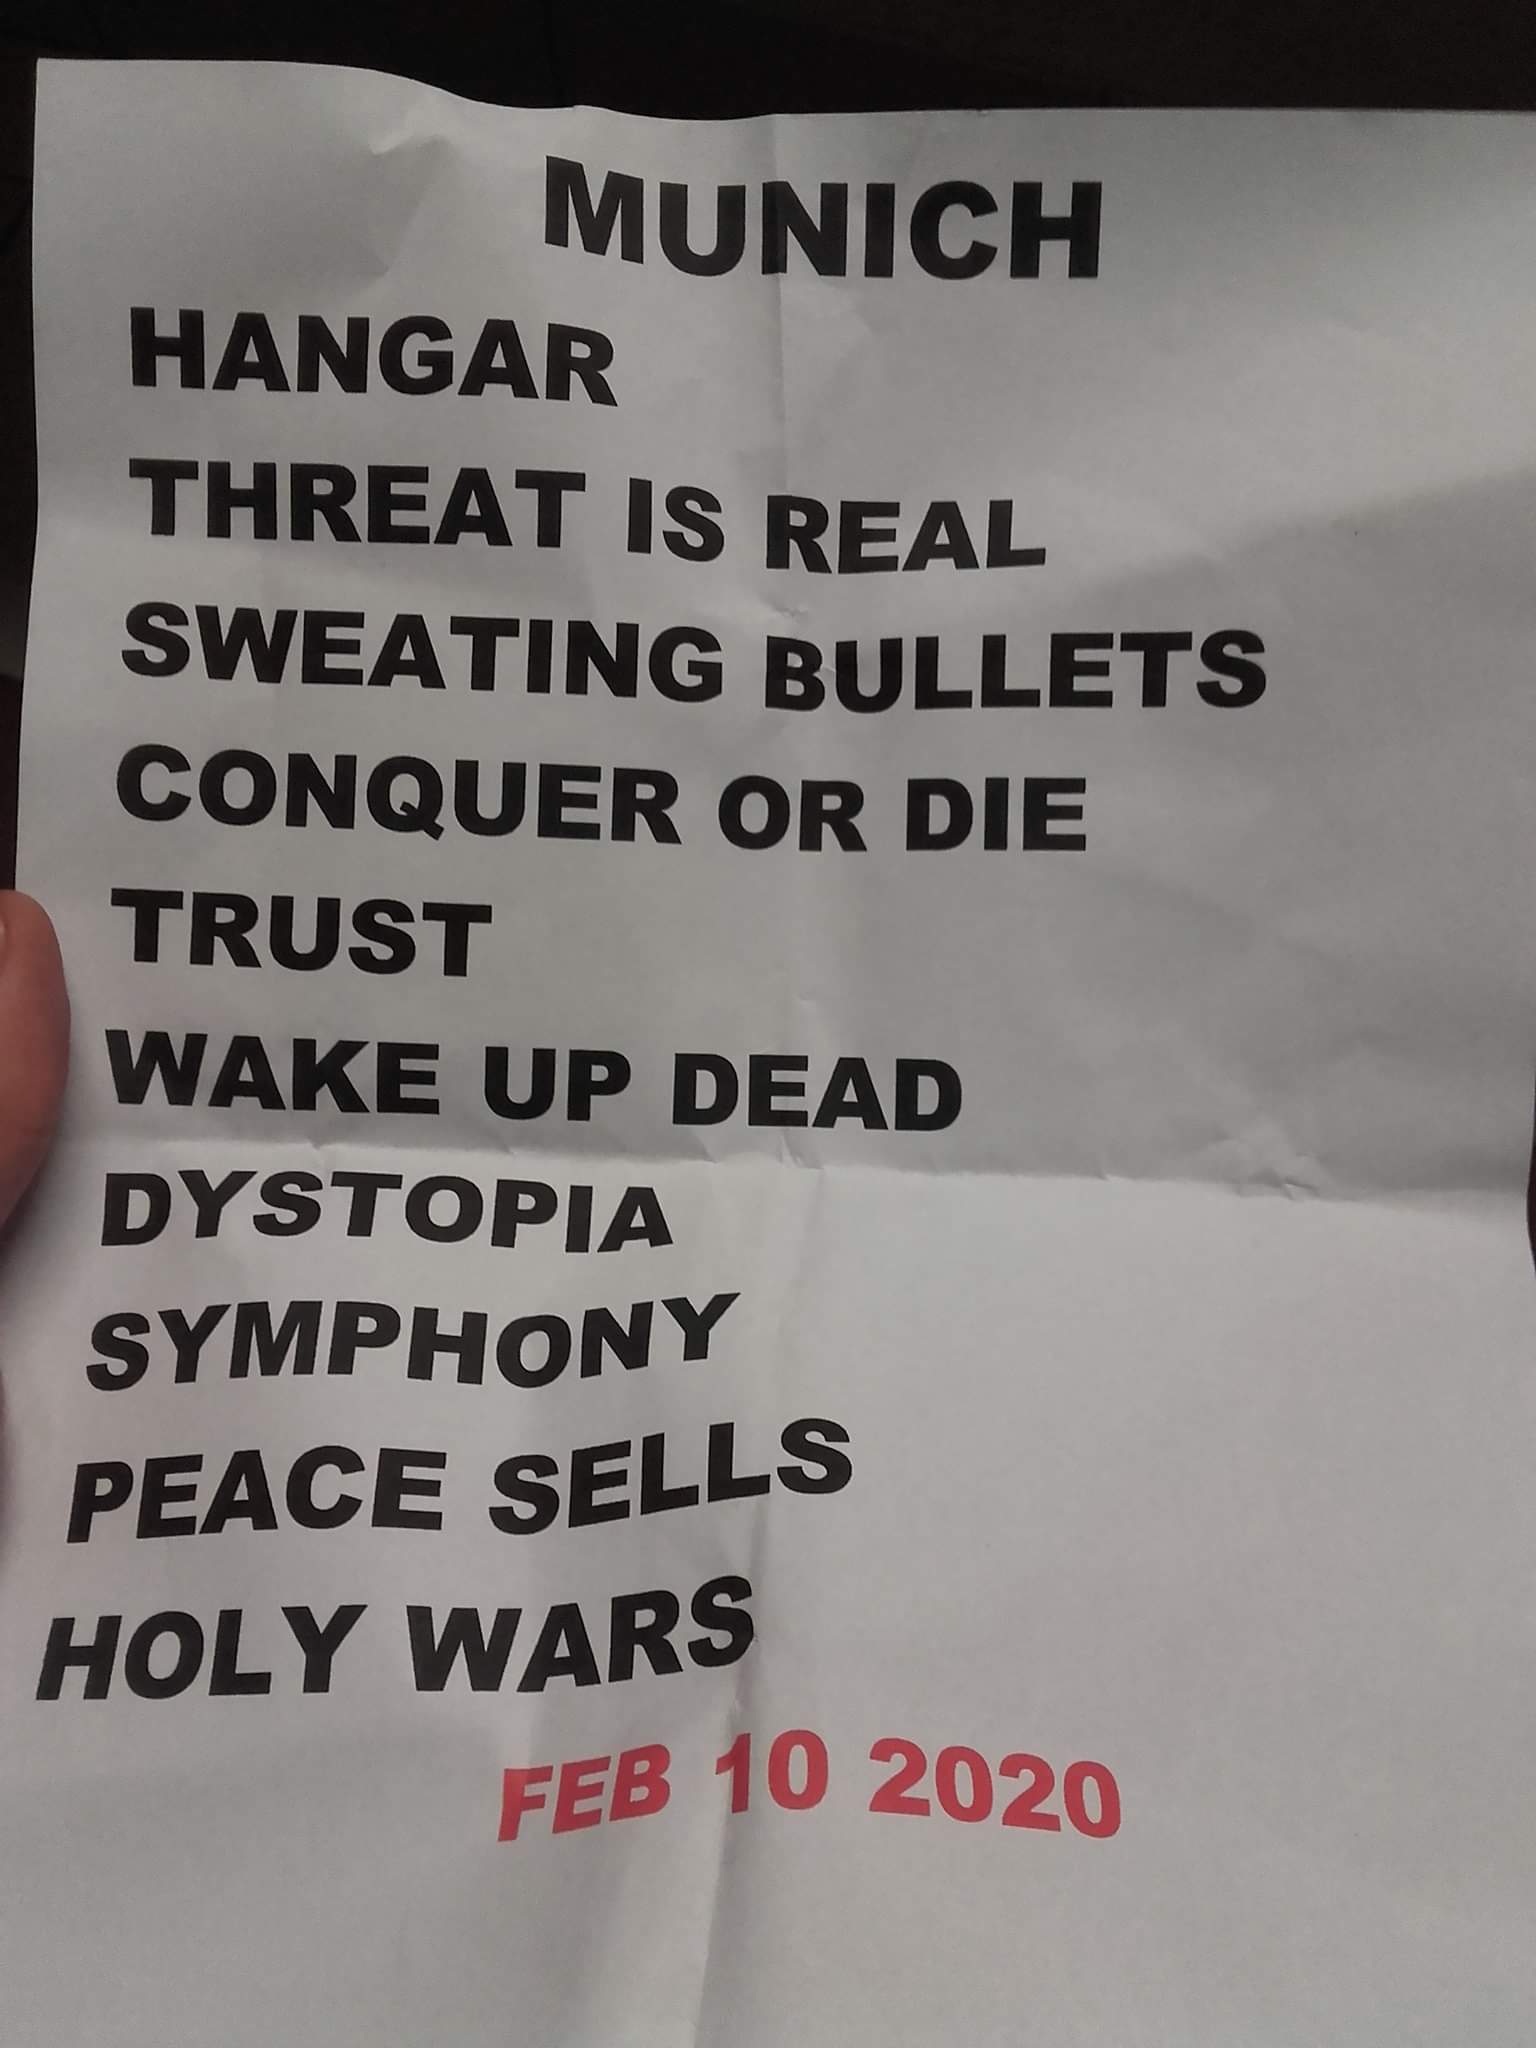 MUNICH
HANGAR
THREAT IS REAL
SWEATING BULLETS
CONQUER OR DIE
TRUST
WAKE UP DEAD
DYSTOPIA
SYMPHONY
PEACE SELLS
HOLY WARS
FEB 10 2020